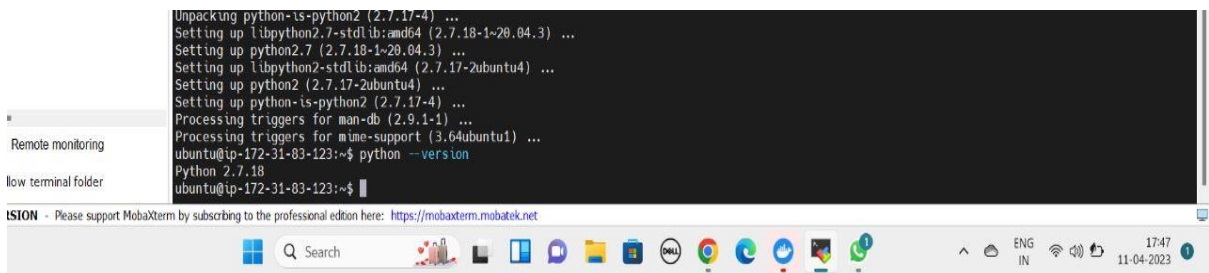 Unpacking python-is-python2 (2.7.17-4) ...
Setting up libpython2.7-stdlib:amd64 (2.7.18-1~20.04.3) ...
Setting up python2.7 (2.7.18-1~20.04.3) ...
Setting up libpython2-stdlib:amd64 (2.7.17-2ubuntu4) ...
Setting up python2 (2.7.17-2ubuntu4) ...
Setting up python-is-python2 (2.7.17-4) ...
Processing triggers for man-db (2.9.1-1) ...
Processing triggers for mime-support (3.64ubuntu1) ...
ubuntu@ip-172-31-83-123:~$ python --version
Python 2.7.18
ubuntu@ip-172-31-83-123:~$
Remote monitoring
llow terminal folder
RSION - Please support MobaXterm by subscribing to the professional edition here: https://mobaxterm.mobatek.net
Search
DELL
1
ENG
IN
17:47
11-04-2023
1